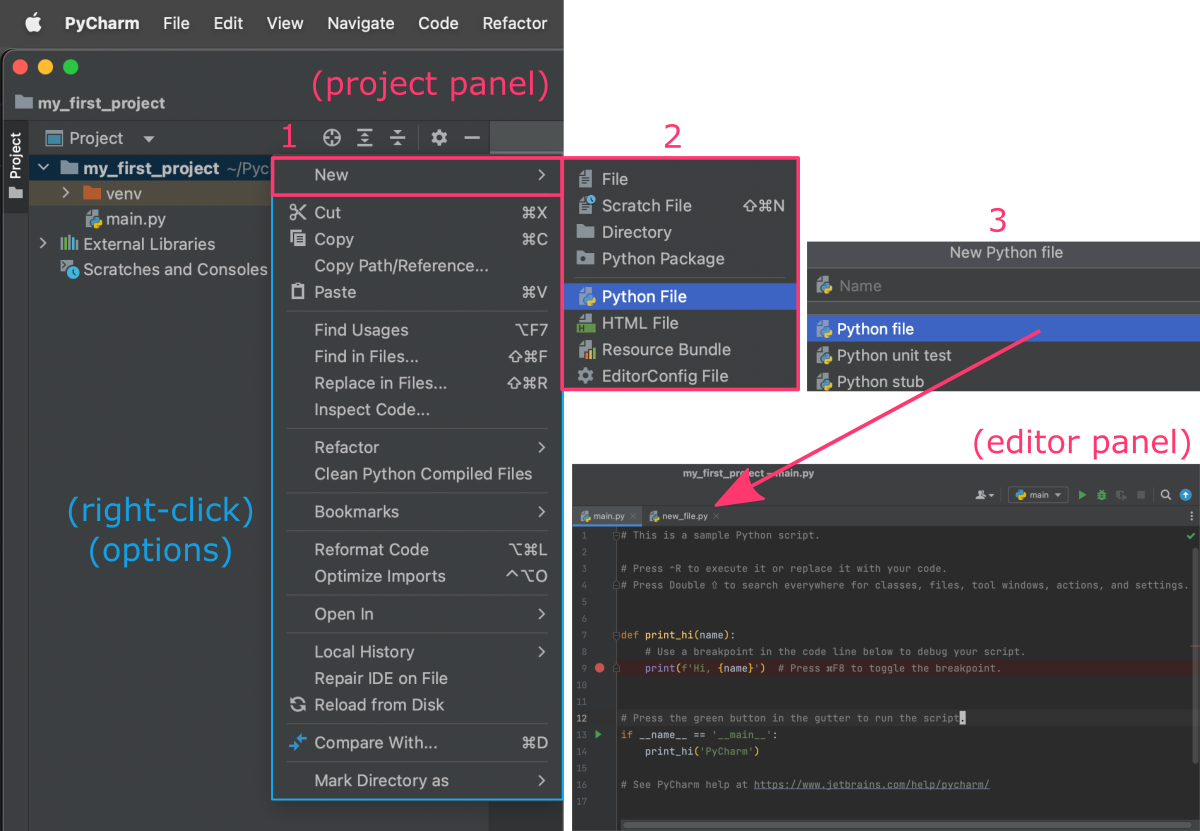 PyCharm File Edit View Navigate Code Refactor
(project panel)
my_first_project
Project
Project
1
my_first_project ~/Pyc
venv
main.py
External Libraries
Scratches and Consoles
(right-click)
(options)
New
Cut ⌘X
Copy ⌘C
Copy Path/Reference...
Paste ⌘V
Find Usages ⌥F7
Find in Files... ⇧⌘F
Replace in Files... ⇧⌘R
Inspect Code...
Refactor
Clean Python Compiled Files
Bookmarks
Reformat Code ⌥⌘L
Optimize Imports ^⌥O
Open In
Local History
Repair IDE on File
Reload from Disk
Compare With... ⌘D
Mark Directory as
2
File
Scratch File ⇧⌘N
Directory
Python Package
Python File
HTML File
Resource Bundle
EditorConfig File
3
New Python file
Name
Python file
Python unit test
Python stub
(editor panel)
my_first_project – main.py
main
main.py new_file.py
1 # This is a sample Python script.
2
3 # Press ⌃R to execute it or replace it with your code.
4 # Press Double ⇧ to search everywhere for classes, files, tool windows, actions, and settings.
5
6
7 def print_hi(name):
8 # Use a breakpoint in the code line below to debug your script.
9 print(f'Hi, {name}') # Press ⌘F8 to toggle the breakpoint.
10
11
12 # Press the green button in the gutter to run the script.
13 if __name__ == '__main__':
14 print_hi('PyCharm')
15
16 # See PyCharm help at https://www.jetbrains.com/help/pycharm/
17